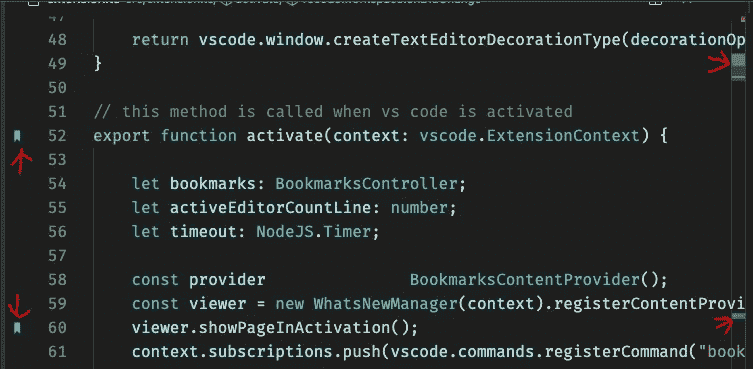 48 return vscode.window.createTextEditorDecorationType(decorationOp
49 }
50
51 // this method is called when vs code is activated
52 export function activate(context: vscode.ExtensionContext) {
53
54 let bookmarks: BookmarksController;
55 let activeEditorCountLine: number;
56 let timeout: NodeJS.Timer;
57
58 const provider BookmarksContentProvider();
59 const viewer = new WhatsNewManager(context).registerContentProvi
60 viewer.showPageInActivation();
61 context.subscriptions.push(vscode.commands.registerCommand("book